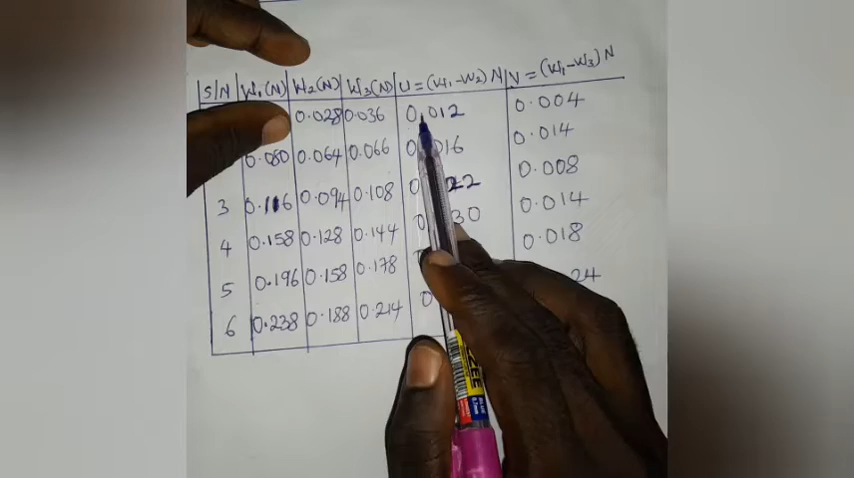 S/N W₁(N) W₂(N) W₃(N) U = (W₁-W₂)N V = (W₁-W₃)N
0.028 0.036 0.012 0.004
0.080 0.064 0.066 0.014
3 0.116 0.094 0.108 0.008
4 0.158 0.128 0.144 0.014
5 0.196 0.158 0.178 0.018
6 0.238 0.188 0.214